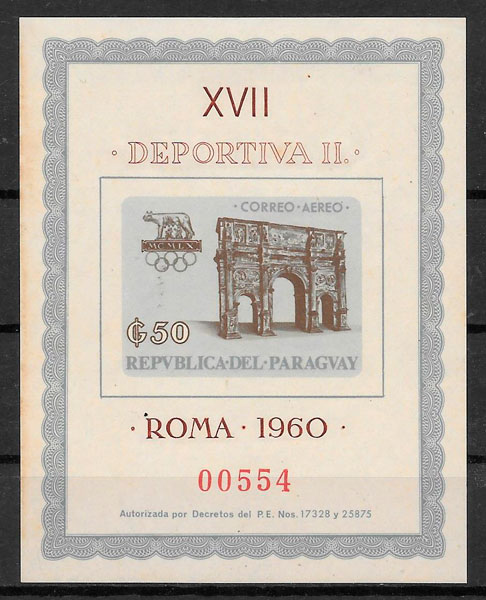 XVII
· DEPORTIVA II. ·
· CORREO · AEREO ·
MCMLX
₲ 50
REPVBLICA · DEL · PARAGVAY
· ROMA · 1960 ·
00554
Autorizada por Decretos del P.E. Nos. 17328 y 25875